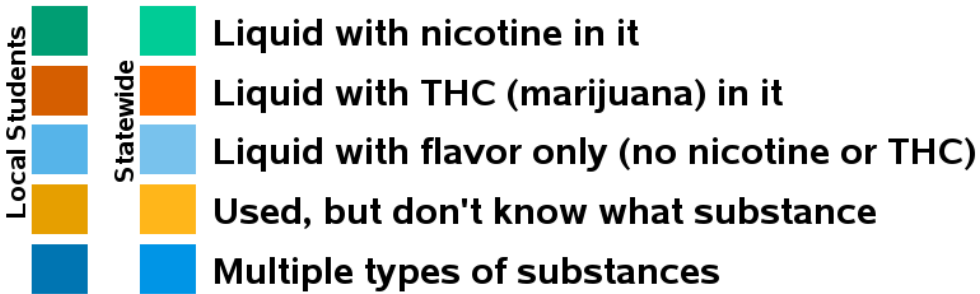 Local Students
Statewide
Liquid with nicotine in it
Liquid with THC (marijuana) in it
Liquid with flavor only (no nicotine or THC)
Used, but don't know what substance
Multiple types of substances